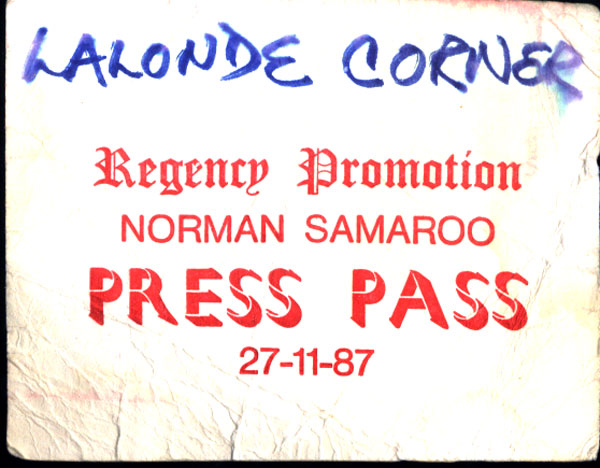 LALONDE CORNER
Regency Promotion
NORMAN SAMAROO
PRESS PASS
27-11-87